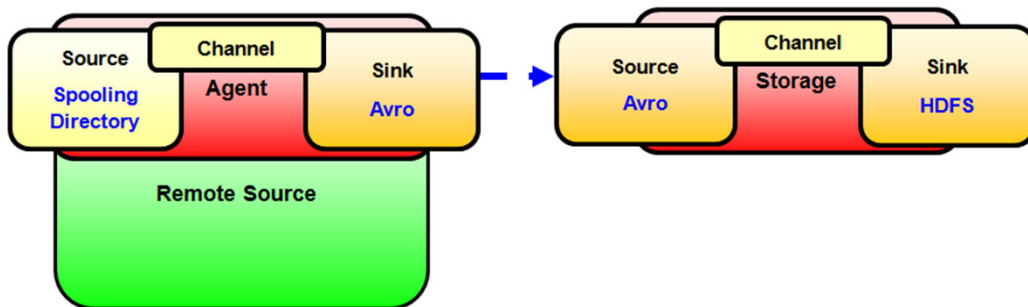 Source
Spooling
Directory
Channel
Agent
Sink
Avro
Remote Source
Source
Avro
Channel
Storage
Sink
HDFS